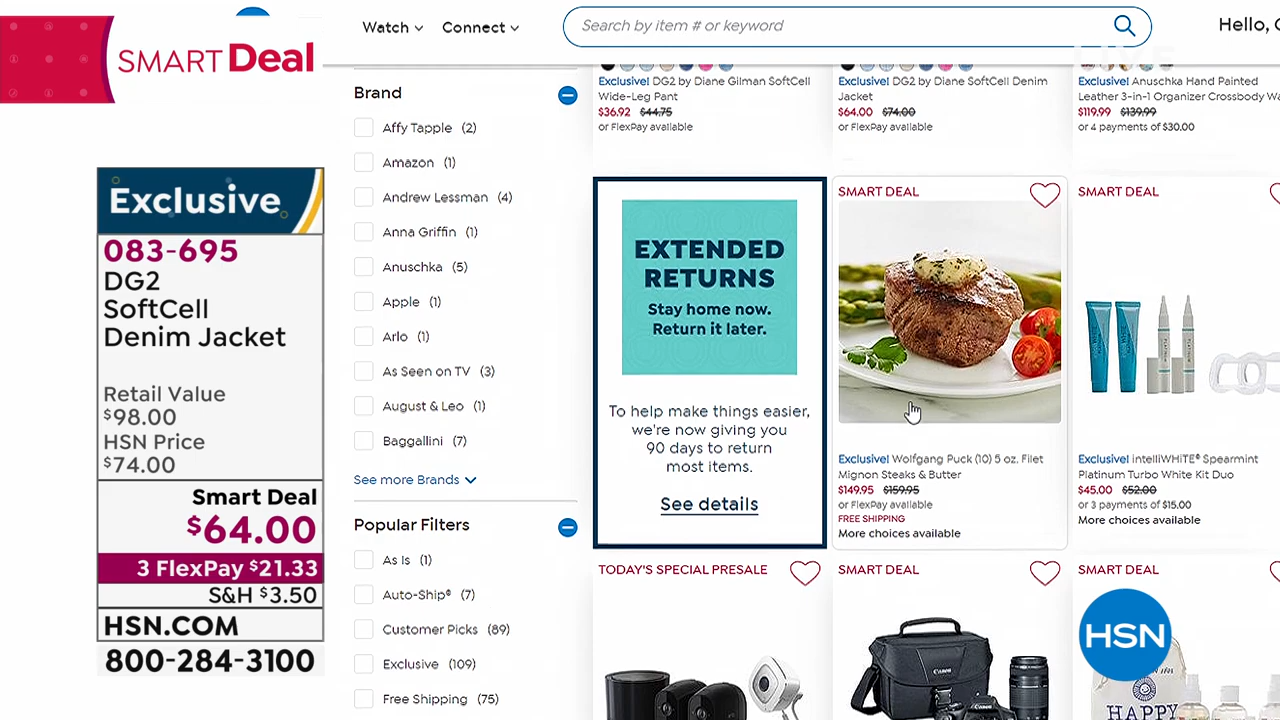 SMART Deal
Watch
Connect
Search by item # or keyword
Hello,
Exclusive
083-695
DG2
SoftCell
Denim Jacket
Retail Value
$98.00
HSN Price
$74.00
Smart Deal
$64.00
3 FlexPay $21.33
S&H $3.50
HSN.COM
800-284-3100
Brand
Affy Tapple (2)
Amazon (1)
Andrew Lessman (4)
Anna Griffin (1)
Anuschka (5)
Apple (1)
Arlo (1)
As Seen on TV (3)
August & Leo (1)
Baggallini (7)
See more Brands
Popular Filters
As Is (1)
Auto-Ship® (7)
Customer Picks (89)
Exclusive (109)
Free Shipping (75)
Exclusive! DG2 by Diane Gilman SoftCell
Wide-Leg Pant
$36.92 $44.75
or FlexPay available
Exclusive! DG2 by Diane SoftCell Denim
Jacket
$64.00 $74.00
or FlexPay available
Exclusive! Anuschka Hand Painted
Leather 3-in-1 Organizer Crossbody
$119.99 $139.99
or 4 payments of $30.00
EXTENDED
RETURNS
Stay home now.
Return it later.
To help make things easier,
we're now giving you
90 days to return
most items.
See details
SMART DEAL
Exclusive! Wolfgang Puck (10) 5 oz. Filet
Mignon Steaks & Butter
$149.95 $159.95
or FlexPay available
FREE SHIPPING
More choices available
SMART DEAL
Exclusive! intelliWHiTE® Spearmint
Platinum Turbo White Kit Duo
$45.00 $52.00
or 3 payments of $15.00
More choices available
TODAY'S SPECIAL PRESALE
SMART DEAL
Canon
SMART DEAL
HSN
HAPPY